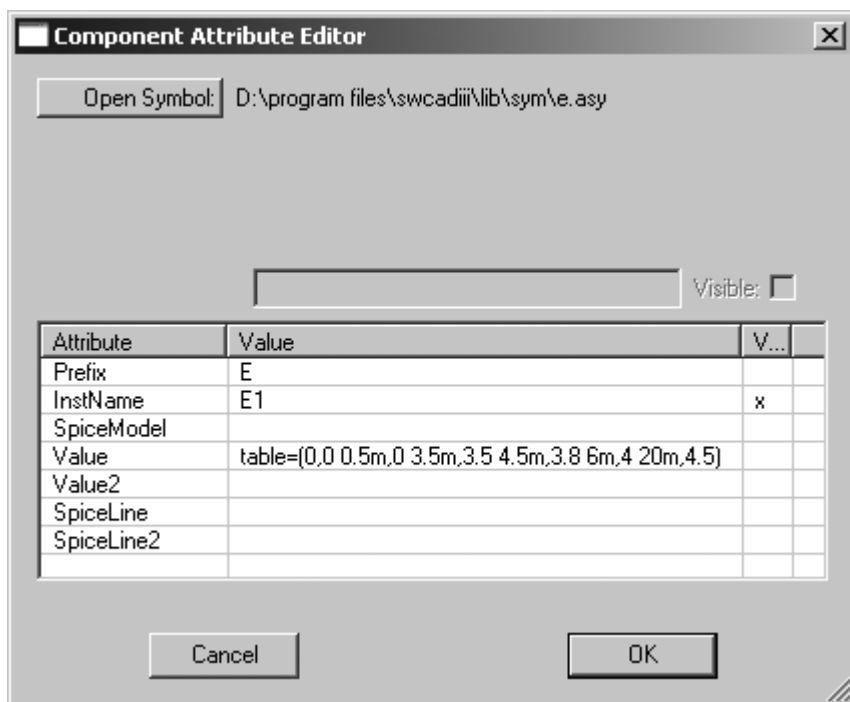 Component Attribute Editor
Open Symbol: D:\program files\swcadiii\lib\sym\e.asy
Visible:
Attribute Value V...
Prefix E
InstName E1 x
SpiceModel
Value table=(0,0 0.5m,0 3.5m,3.5 4.5m,3.8 6m,4 20m,4.5)
Value2
SpiceLine
SpiceLine2
Cancel OK